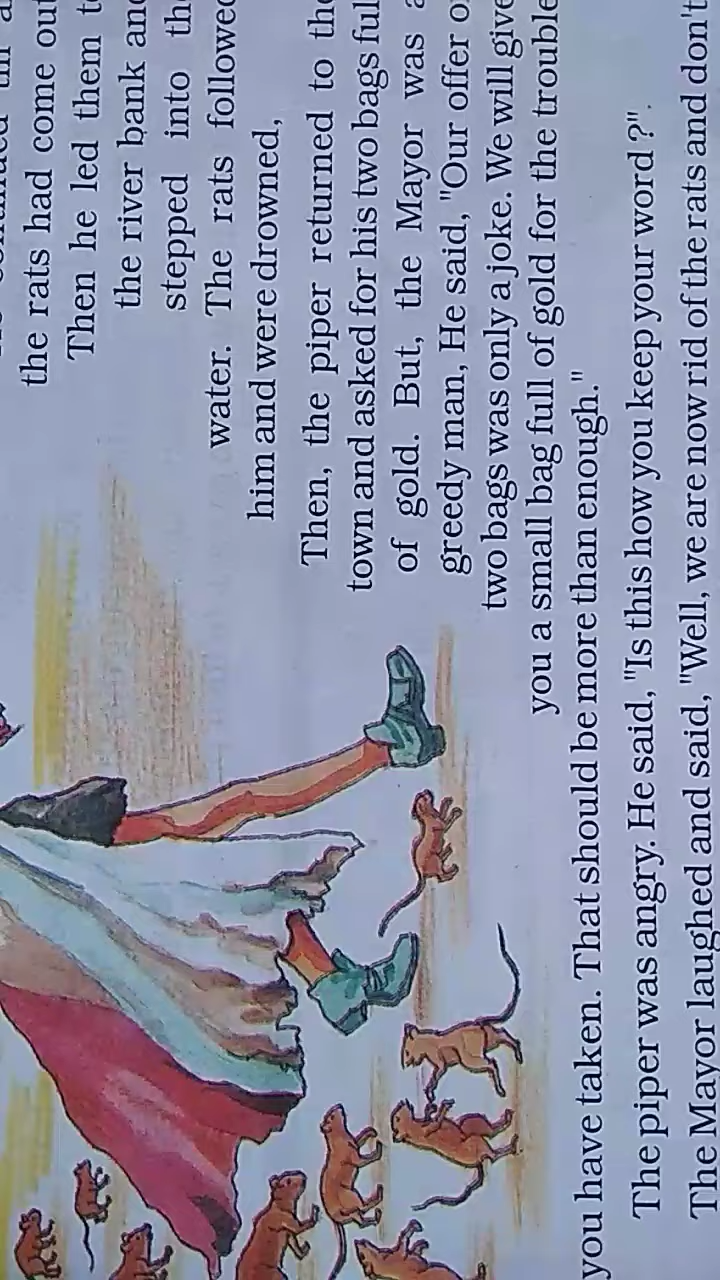 the rats had come out
Then he led them
the river bank and
stepped into the
water. The rats followed
him and were drowned,
Then, the piper returned to the
town and asked for his two bags full
of gold. But, the Mayor was a
greedy man, He said, "Our offer of
two bags was only a joke. We will give
you a small bag full of gold for the trouble
you have taken. That should be more than enough."
The piper was angry. He said, "Is this how you keep your word ?".
The Mayor laughed and said, "Well, we are now rid of the rats and don't